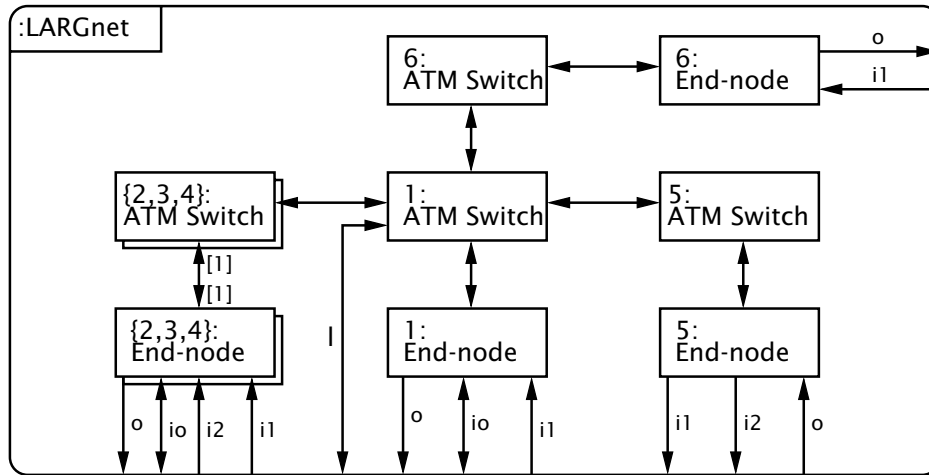 :LARGnet
6:
ATM Switch
6:
End-node
o
i1
{2,3,4}:
ATM Switch
1:
ATM Switch
5:
ATM Switch
[1]
[1]
{2,3,4}:
End-node
l
1:
End-node
5:
End-node
o
io
i2
i1
o
io
i1
i1
i2
o